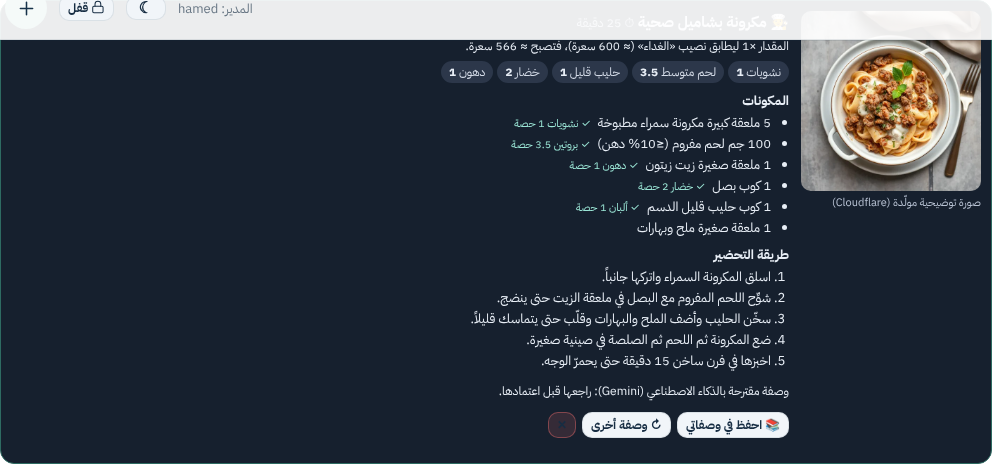 المدير: hamed
قفل
👨‍🍳 مكرونة بشاميل صحية ⏱ 25 دقيقة
المقدار ×1 ليطابق نصيب «الغداء» (≈ 600 سعرة)، فتصبح ≈ 566 سعرة.
نشويات 1 لحم متوسط 3.5 حليب قليل 1 خضار 2 دهون 1
المكونات
• 5 ملعقة كبيرة مكرونة سمراء مطبوخة ✓ نشويات 1 حصة
• 100 جم لحم مفروم (≤10% دهن) ✓ بروتين 3.5 حصة
• 1 ملعقة صغيرة زيت زيتون ✓ دهون 1 حصة
• 1 كوب بصل ✓ خضار 2 حصة
• 1 كوب حليب قليل الدسم ✓ ألبان 1 حصة
• 1 ملعقة صغيرة ملح وبهارات
طريقة التحضير
1. اسلق المكرونة السمراء واتركها جانباً.
2. شوّح اللحم المفروم مع البصل في ملعقة الزيت حتى ينضج.
3. سخّن الحليب وأضف الملح والبهارات وقلّب حتى يتماسك قليلاً.
4. ضع المكرونة ثم اللحم ثم الصلصة في صينية صغيرة.
5. اخبزها في فرن ساخن 15 دقيقة حتى يحمرّ الوجه.
وصفة مقترحة بالذكاء الاصطناعي (Gemini): راجعها قبل اعتمادها.
📚 احفظ في وصفاتي ↻ وصفة أخرى
صورة توضيحية مولّدة (Cloudflare)